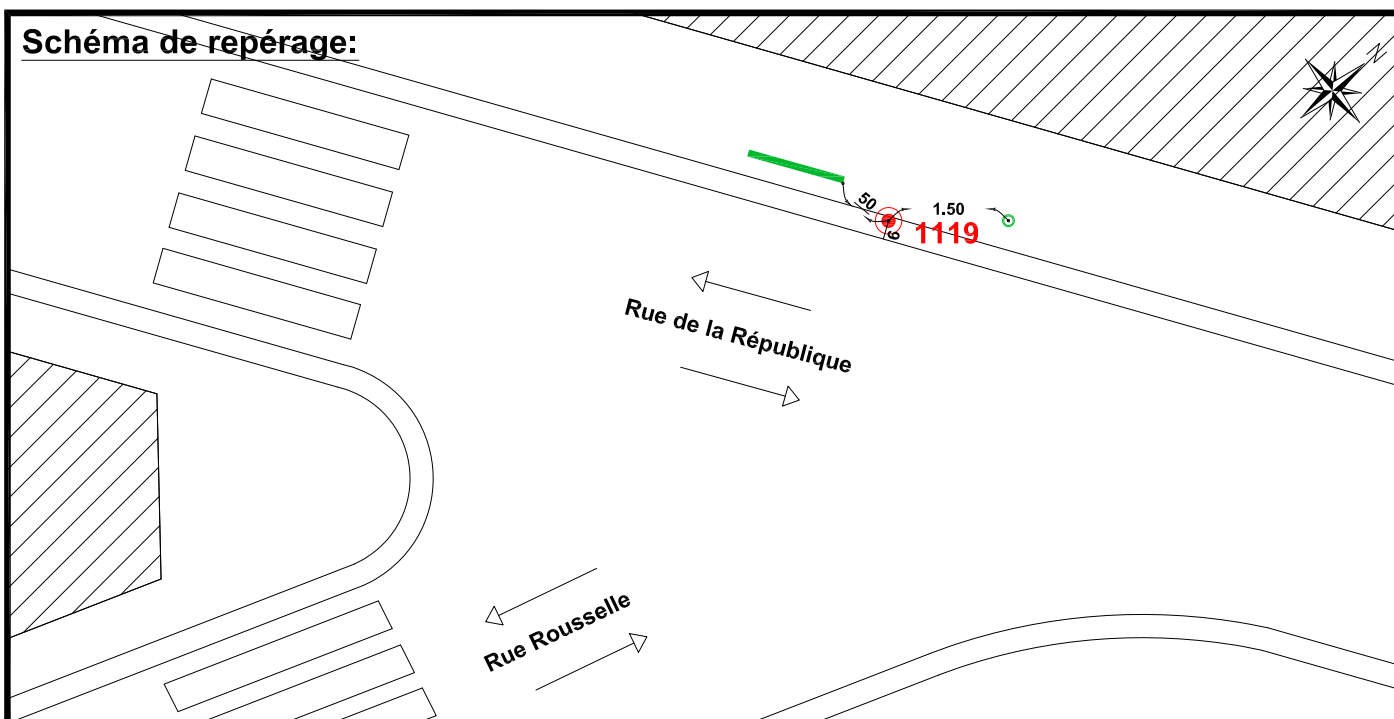 Schéma de repérage:
N
50
1.50
6
1119
Rue de la République
Rue Rousselle